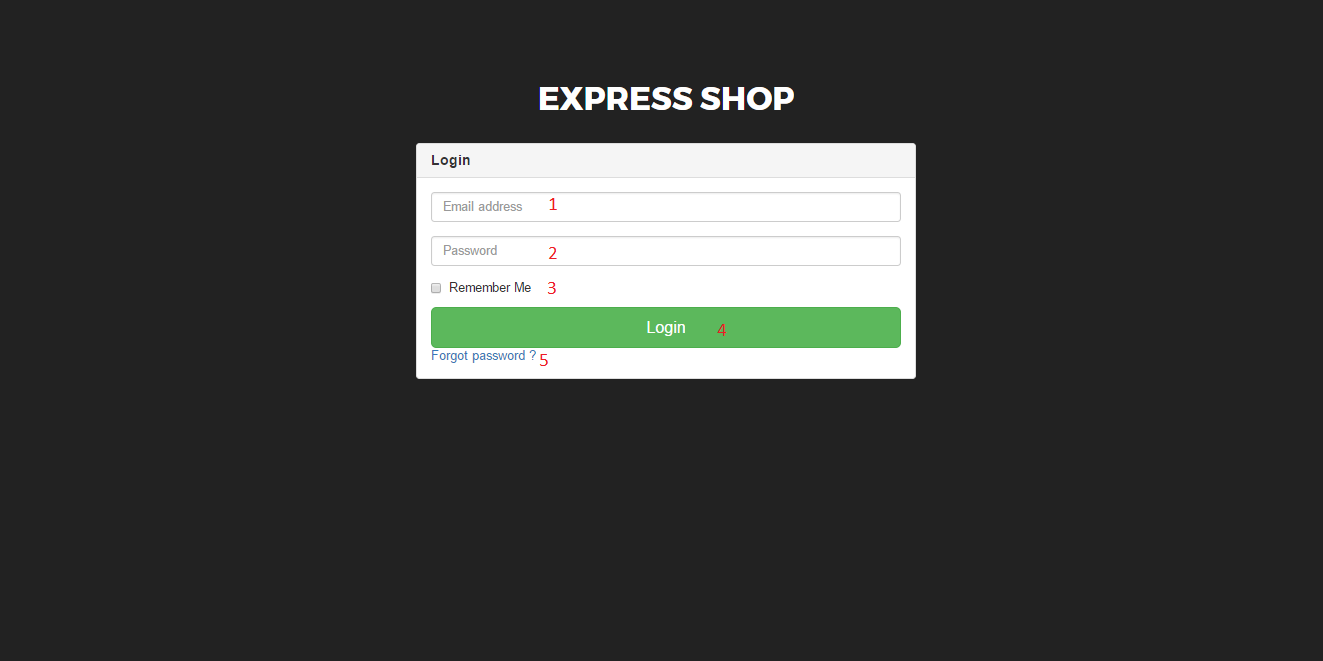 EXPRESS SHOP
Login
Email address 1
Password 2
Remember Me 3
Login 4
Forgot password ? 5